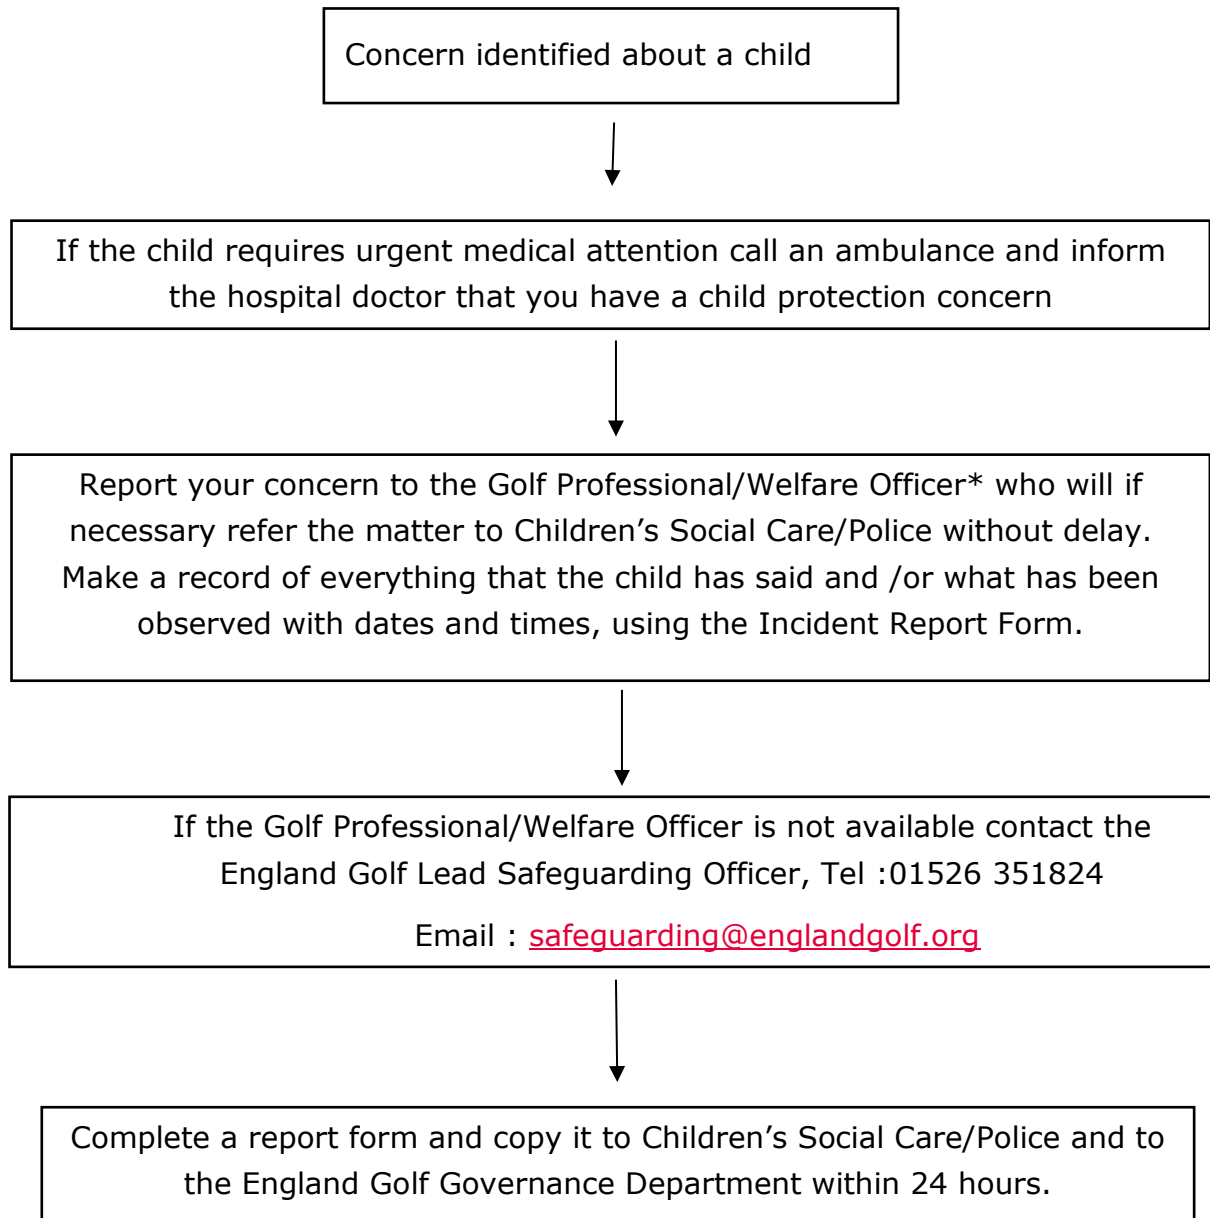 Concern identified about a child
If the child requires urgent medical attention call an ambulance and inform
the hospital doctor that you have a child protection concern
Report your concern to the Golf Professional/Welfare Officer* who will if
necessary refer the matter to Children’s Social Care/Police without delay.
Make a record of everything that the child has said and /or what has been
observed with dates and times, using the Incident Report Form.
If the Golf Professional/Welfare Officer is not available contact the
England Golf Lead Safeguarding Officer, Tel :01526 351824
Email : safeguarding@englandgolf.org
Complete a report form and copy it to Children’s Social Care/Police and to
the England Golf Governance Department within 24 hours.